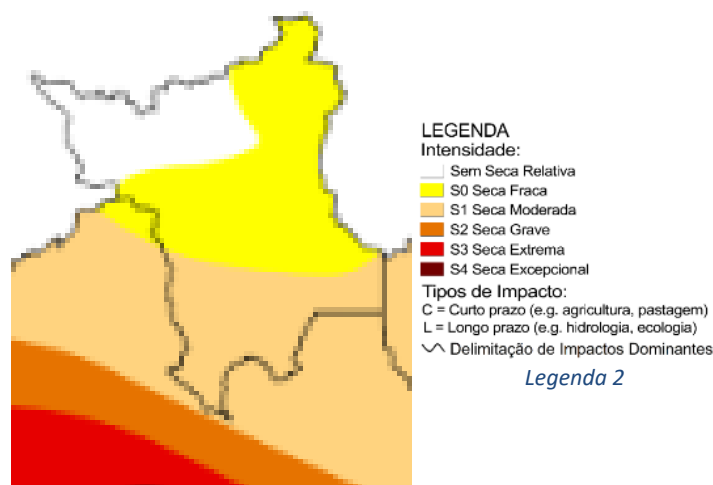 LEGENDA
Intensidade:
Sem Seca Relativa
S0 Seca Fraca
S1 Seca Moderada
S2 Seca Grave
S3 Seca Extrema
S4 Seca Excepcional
Tipos de Impacto:
C = Curto prazo (e.g. agricultura, pastagem)
L = Longo prazo (e.g. hidrologia, ecologia)
Delimitação de Impactos Dominantes
Legenda 2